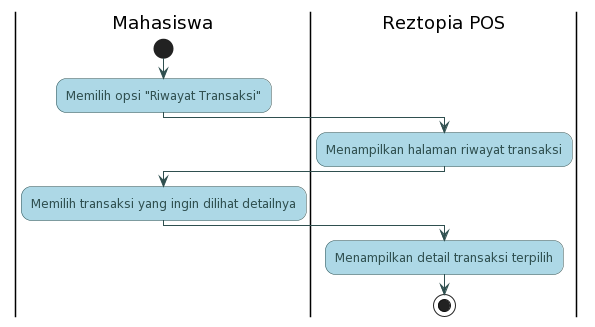 Mahasiswa
Reztopia POS
Memilih opsi "Riwayat Transaksi"
Menampilkan halaman riwayat transaksi
Memilih transaksi yang ingin dilihat detailnya
Menampilkan detail transaksi terpilih